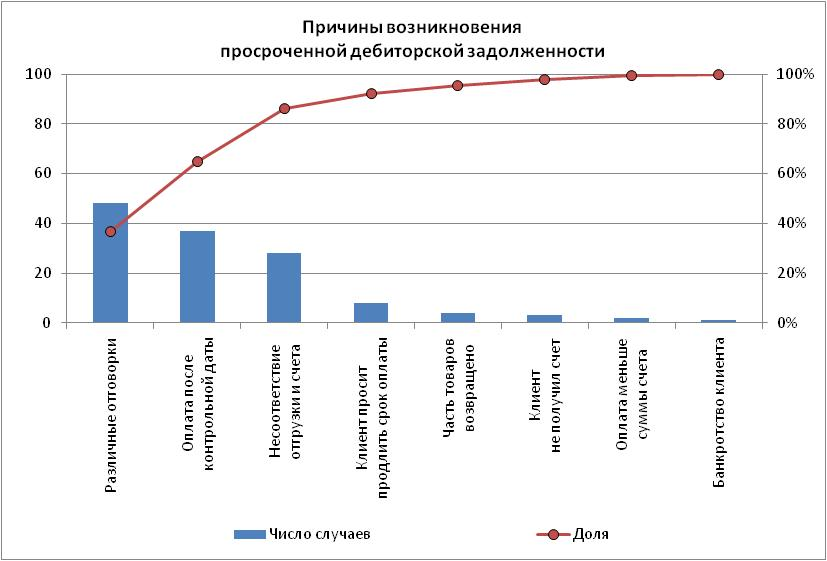 Причины возникновения
просроченной дебиторской задолженности
100
80
60
40
20
0
100%
80%
60%
40%
20%
0%
Различные отговорки
Оплата после
контрольной даты
Несоответствие
отгрузки и счета
Клиент просит
продлить срок оплаты
Часть товаров
возвращено
Клиент
не получил счет
Оплата меньше
суммы счета
Банкротство клиента
Число случаев
Доля